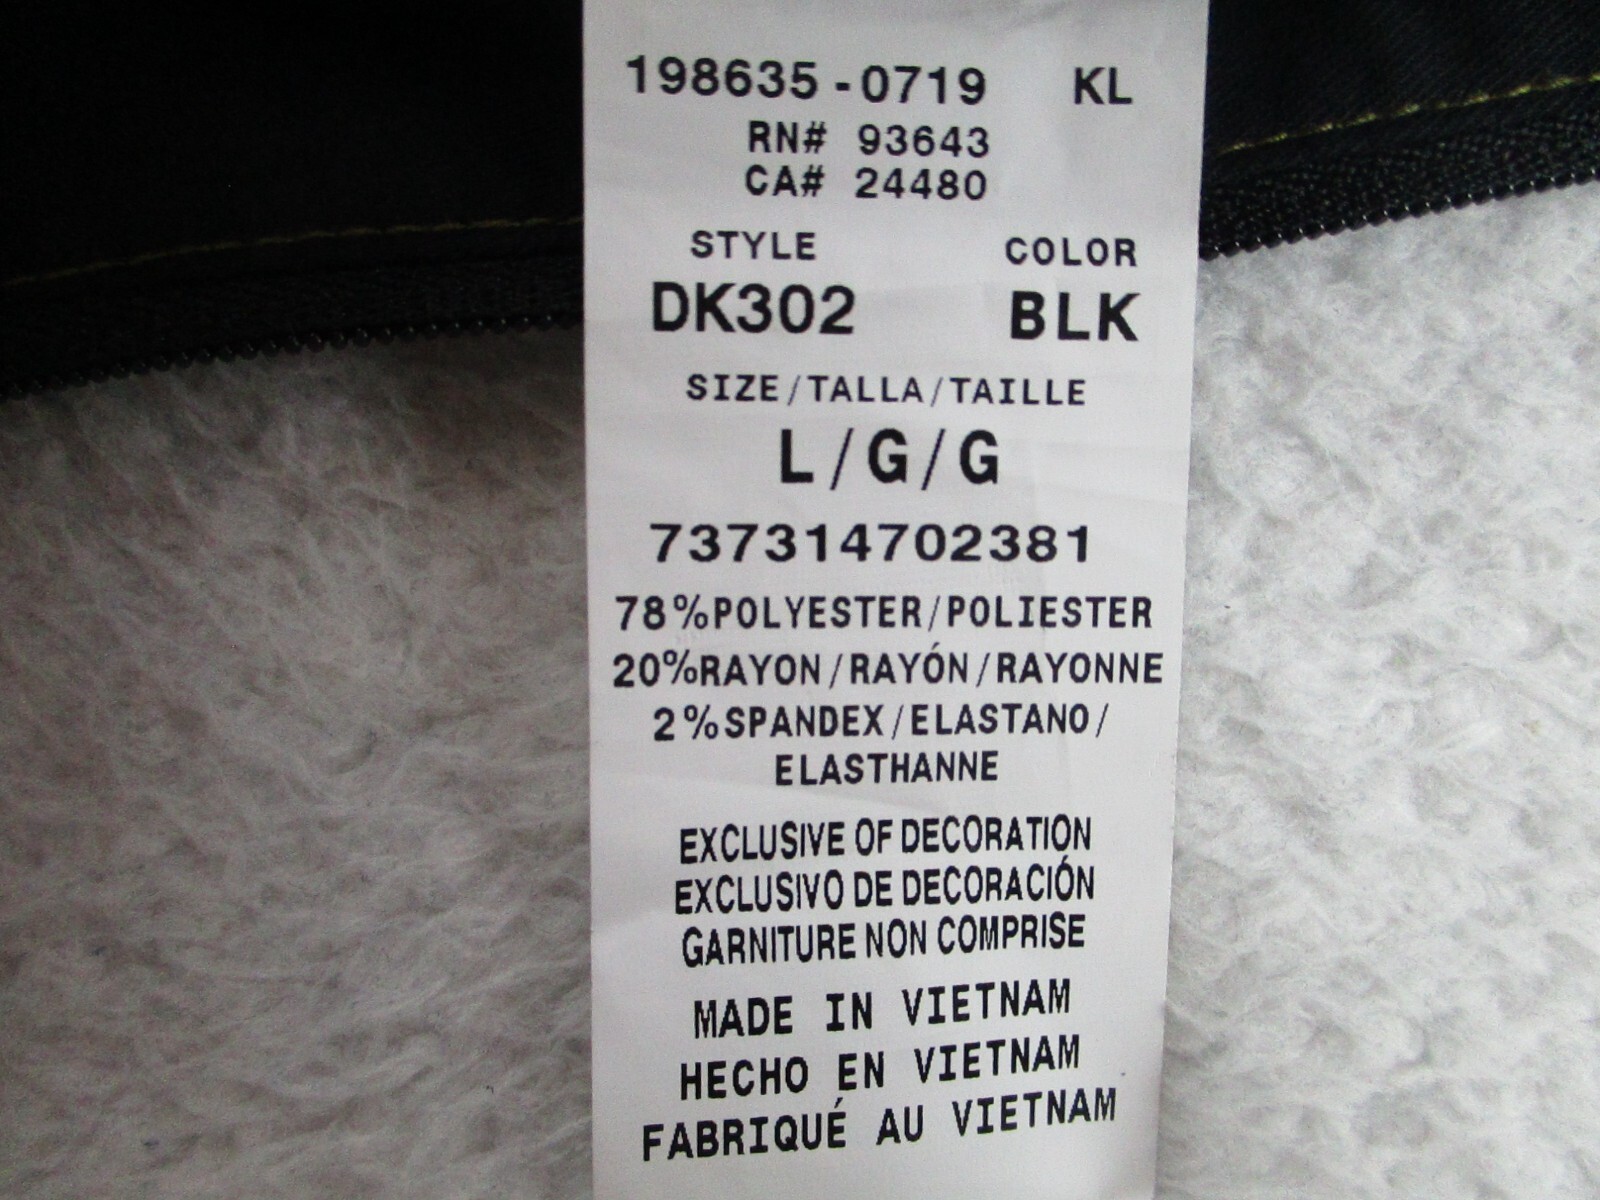 198635-0719 KL
RN# 93643
CA# 24480
STYLE COLOR
DK302 BLK
SIZE/TALLA/TAILLE
L/G/G
737314702381
78%POLYESTER/POLIESTER
20%RAYON/RAYÓN/RAYONNE
2%SPANDEX/ELASTANO/
ELASTHANNE
EXCLUSIVE OF DECORATION
EXCLUSIVO DE DECORACIÓN
GARNITURE NON COMPRISE
MADE IN VIETNAM
HECHO EN VIETNAM
FABRIQUÉ AU VIETNAM